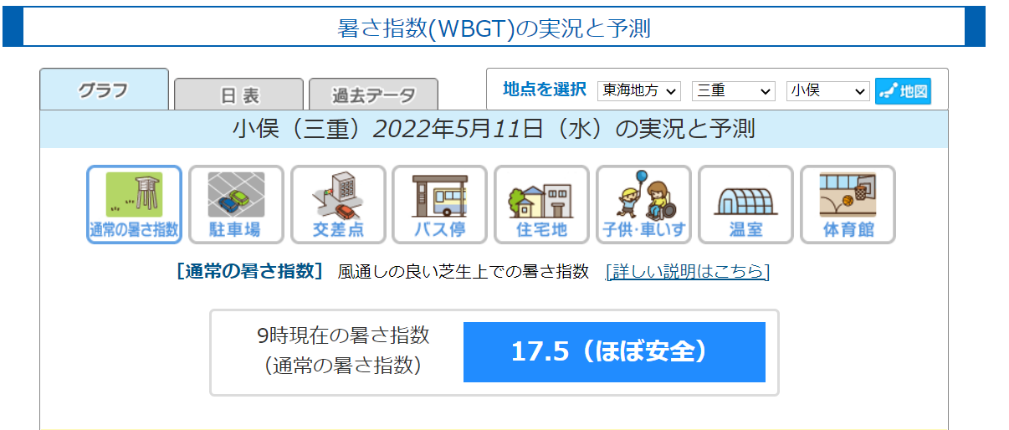 暑さ指数(WBGT)の実況と予測
グラフ 日表 過去データ 地点を選択 東海地方 三重 小俣 地図
小俣（三重）2022年5月11日（水）の実況と予測
通常の暑さ指数 駐車場 交差点 バス停 住宅地 子供・車いす 温室 体育館
[通常の暑さ指数] 風通しの良い芝生上での暑さ指数 [詳しい説明はこちら]
9時現在の暑さ指数
(通常の暑さ指数)
17.5（ほぼ安全）